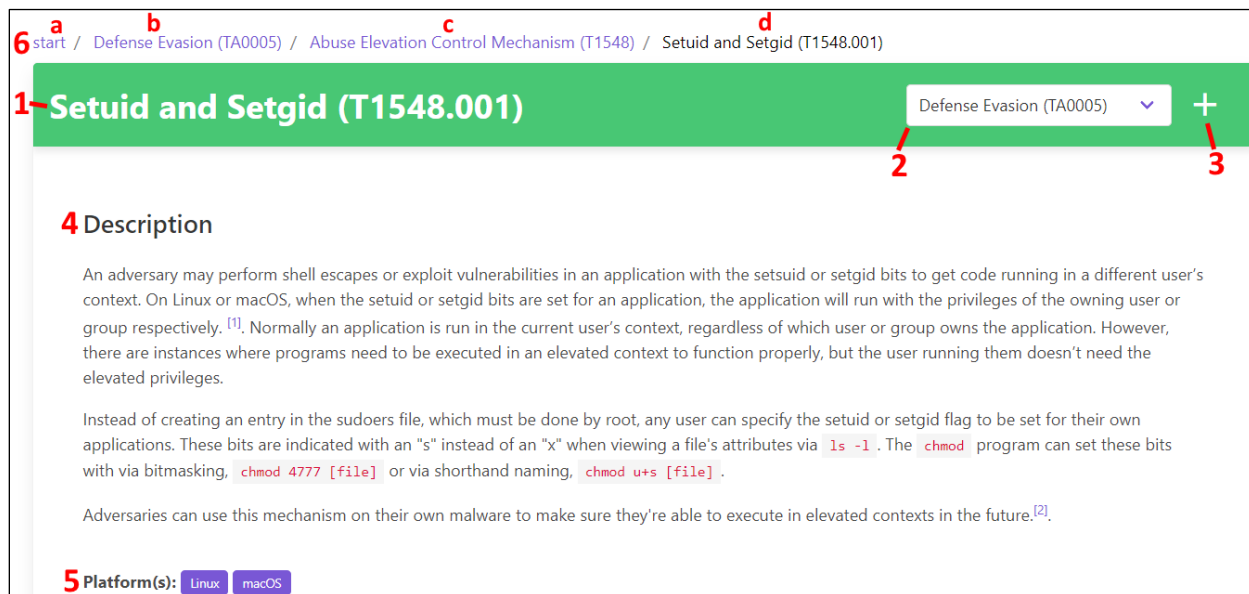 a b c d
6 start / Defense Evasion (TA0005) / Abuse Elevation Control Mechanism (T1548) / Setuid and Setgid (T1548.001)
1 Setuid and Setgid (T1548.001) Defense Evasion (TA0005) +
2 3
4 Description
An adversary may perform shell escapes or exploit vulnerabilities in an application with the setsuid or setgid bits to get code running in a different user's
context. On Linux or macOS, when the setuid or setgid bits are set for an application, the application will run with the privileges of the owning user or
group respectively. [1]. Normally an application is run in the current user's context, regardless of which user or group owns the application. However,
there are instances where programs need to be executed in an elevated context to function properly, but the user running them doesn't need the
elevated privileges.
Instead of creating an entry in the sudoers file, which must be done by root, any user can specify the setuid or setgid flag to be set for their own
applications. These bits are indicated with an "s" instead of an "x" when viewing a file's attributes via ls -l . The chmod program can set these bits
with via bitmasking, chmod 4777 [file] or via shorthand naming, chmod u+s [file] .
Adversaries can use this mechanism on their own malware to make sure they're able to execute in elevated contexts in the future.[2].
5 Platform(s): Linux macOS